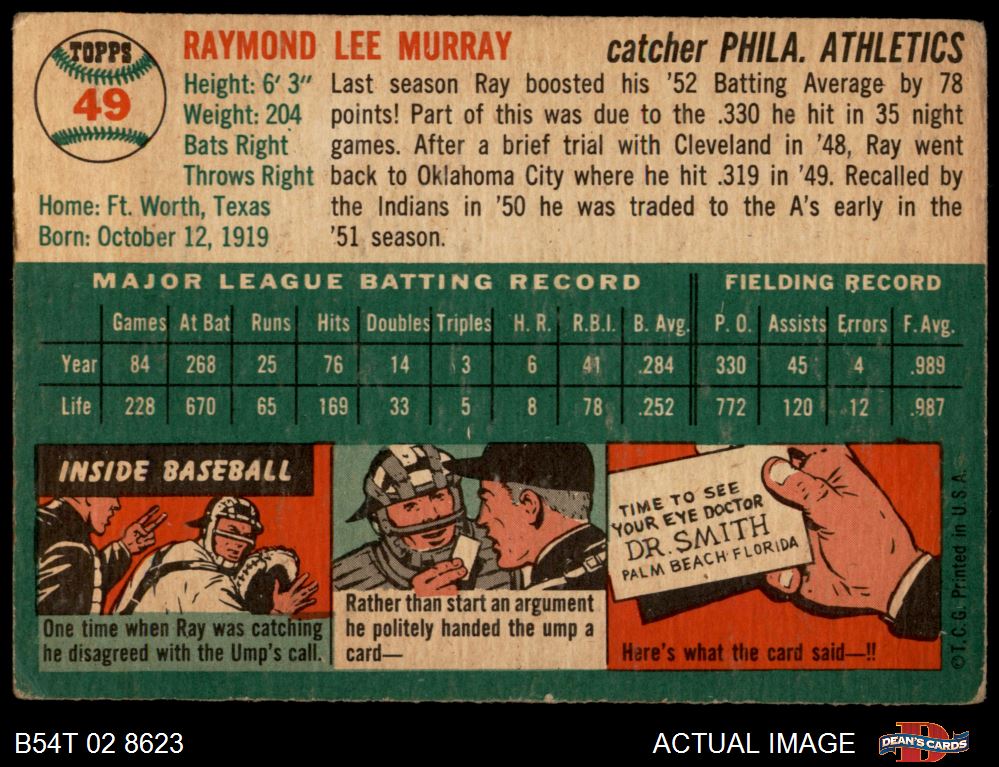 TOPPS
49
RAYMOND LEE MURRAY
catcher PHILA. ATHLETICS
Height: 6' 3"
Weight: 204
Bats Right
Throws Right
Home: Ft. Worth, Texas
Born: October 12, 1919
Last season Ray boosted his '52 Batting Average by 78
points! Part of this was due to the .330 he hit in 35 night
games. After a brief trial with Cleveland in '48, Ray went
back to Oklahoma City where he hit .319 in '49. Recalled by
the Indians in '50 he was traded to the A's early in the
'51 season.
MAJOR LEAGUE BATTING RECORD FIELDING RECORD
Games At Bat Runs Hits Doubles Triples H. R. R.B.I. B. Avg. P. O. Assists Errors F. Avg.
Year 84 268 25 76 14 3 6 41 .284 330 45 4 .989
Life 228 670 65 169 33 5 8 78 .252 772 120 12 .987
INSIDE BASEBALL
One time when Ray was catching
he disagreed with the Ump's call.
Rather than start an argument
he politely handed the ump a
card—
TIME TO SEE
YOUR EYE DOCTOR
DR. SMITH
PALM BEACH FLORIDA
Here's what the card said—!!
© T. C. G. Printed in U. S. A.
B54T 02 8623
ACTUAL IMAGE
D
DEAN'S CARDS